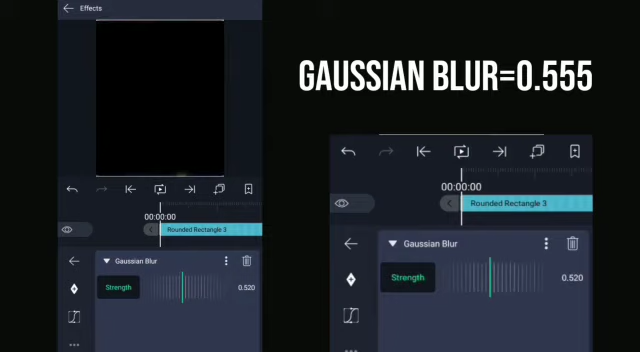 Effects
GAUSSIAN BLUR=0.555
00:00:00
Rounded Rectangle 3
Gaussian Blur
Strength
0.520
00:00:00
Rounded Rectangle 3
Gaussian Blur
Strength
0.520